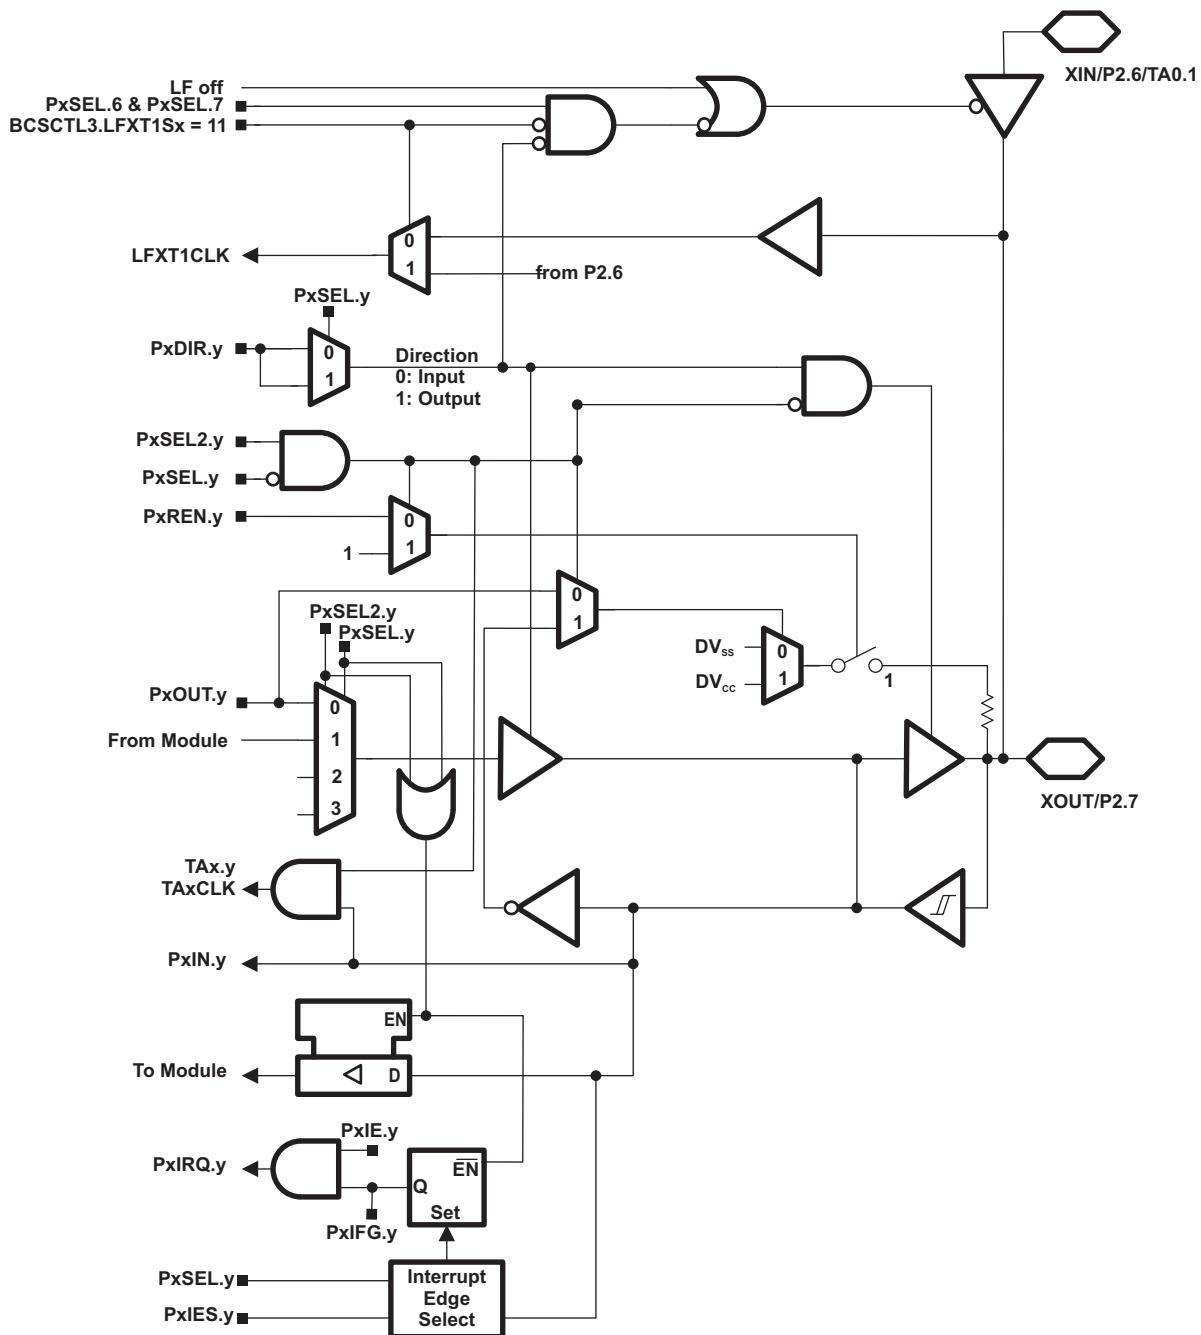 XIN/P2.6/TA0.1
LF off
PxSEL.6 & PxSEL.7
BCSCTL3.LFXT1Sx = 11
0
LFXT1CLK
1
from P2.6
PxSEL.y
PxDIR.y
0
1
Direction
0: Input
1: Output
PxSEL2.y
PxSEL.y
PxREN.y
0
1
1
0
1
PxSEL2.y
PxSEL.y
DVss
0
DVcc
1
1
PxOUT.y
0
From Module
1
2
3
XOUT/P2.7
TAx.y
TAxCLK
PxIN.y
EN
To Module
D
PxIE.y
PxIRQ.y
EN
Q
Set
PxIFG.y
PxSEL.y
PxIES.y
Interrupt
Edge
Select